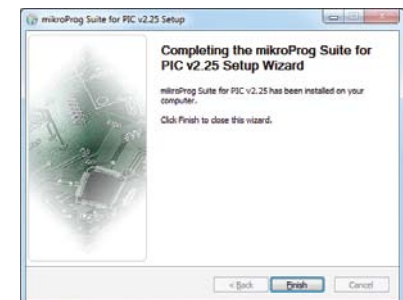 mikroProg Suite for PIC v2.25 Setup
Completing the mikroProg Suite for
PIC v2.25 Setup Wizard
mikroProg Suite for PIC v2.25 has been installed on your
computer.
Click Finish to close this wizard.
< Back
Finish
Cancel